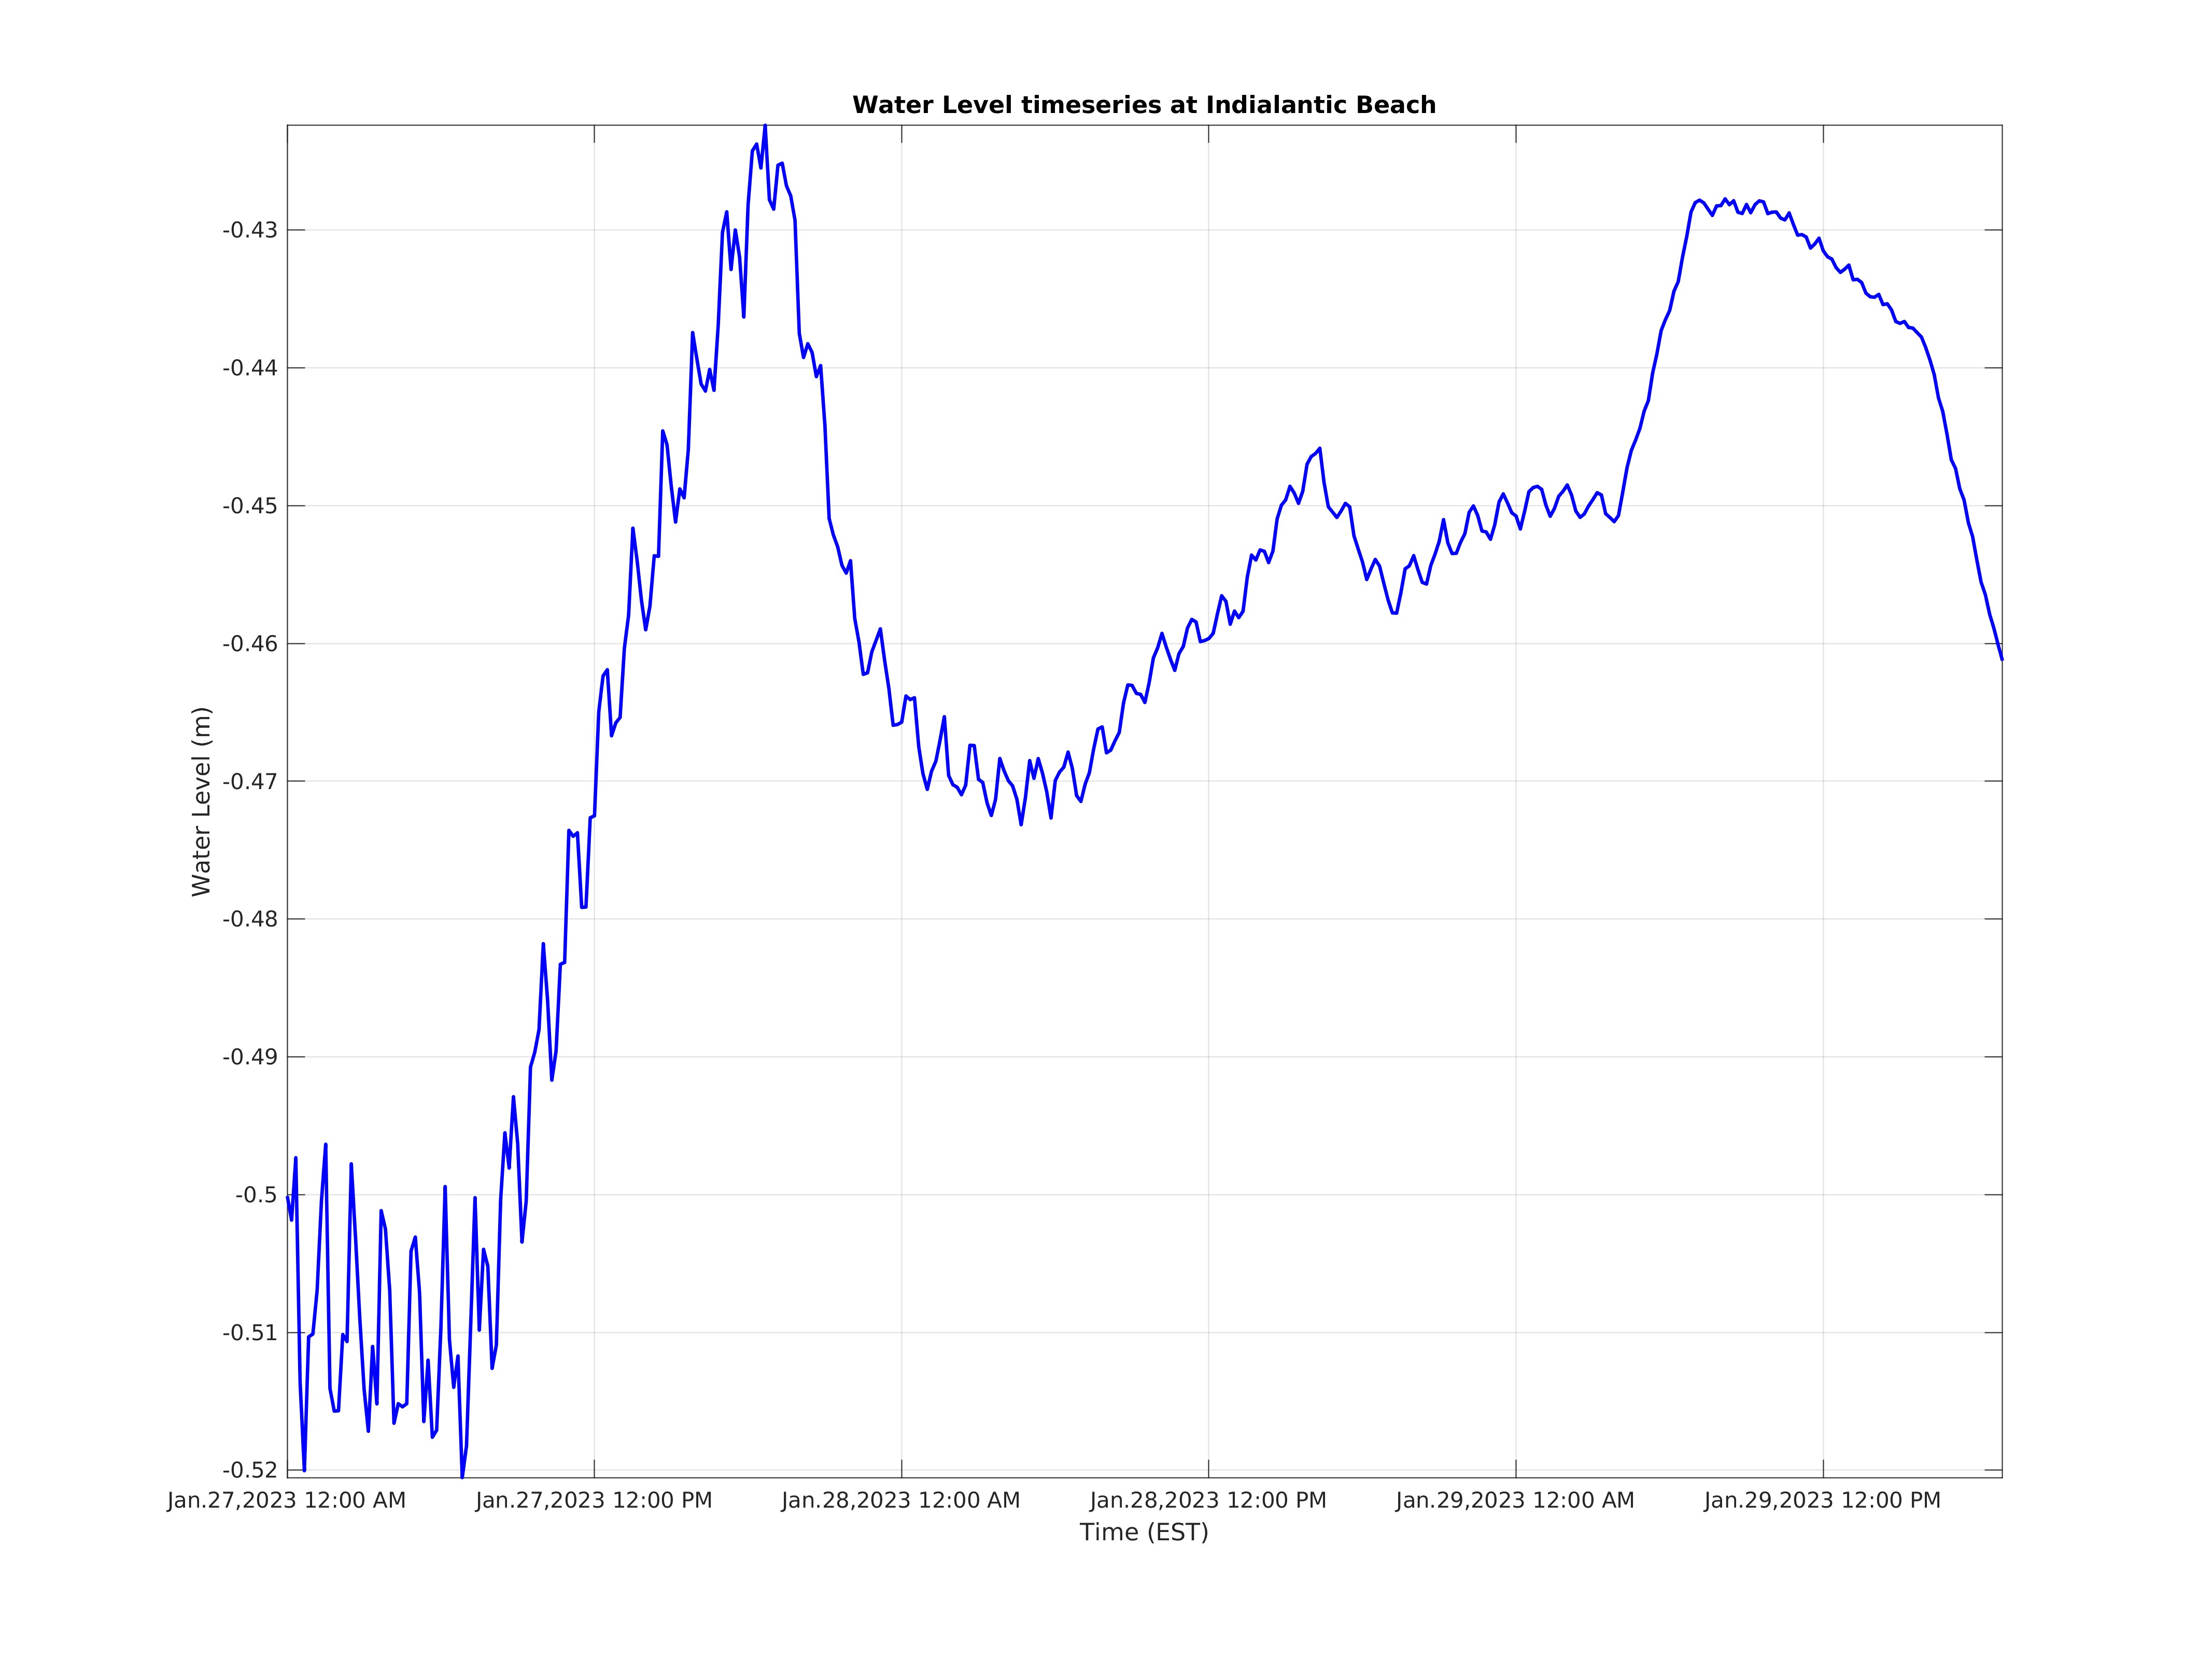 Water Level timeseries at Indialantic Beach
-0.43
-0.44
-0.45
-0.46
-0.47
-0.48
-0.49
-0.5
-0.51
-0.52
Water Level (m)
Jan.27,2023 12:00 AM
Jan.27,2023 12:00 PM
Jan.28,2023 12:00 AM
Jan.28,2023 12:00 PM
Jan.29,2023 12:00 AM
Jan.29,2023 12:00 PM
Time (EST)